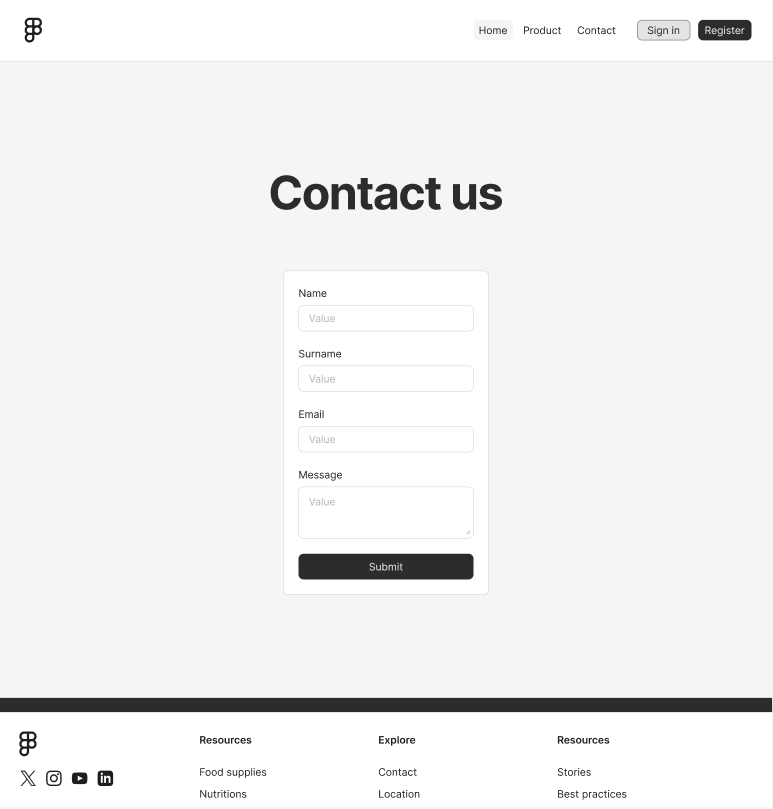 Home Product Contact Sign in Register
Contact us
Name
Value
Surname
Value
Email
Value
Message
Value
Submit
Resources Explore Resources
Food supplies Contact Stories
Nutritions Location Best practices